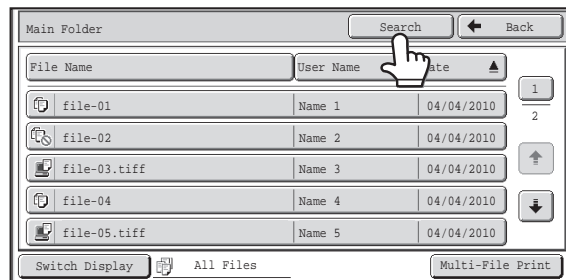 Main Folder Search Back
File Name User Name ate
file-01 Name 1 04/04/2010 1
2
file-02 Name 2 04/04/2010
file-03.tiff Name 3 04/04/2010
file-04 Name 4 04/04/2010
file-05.tiff Name 5 04/04/2010
Switch Display All Files Multi-File Print